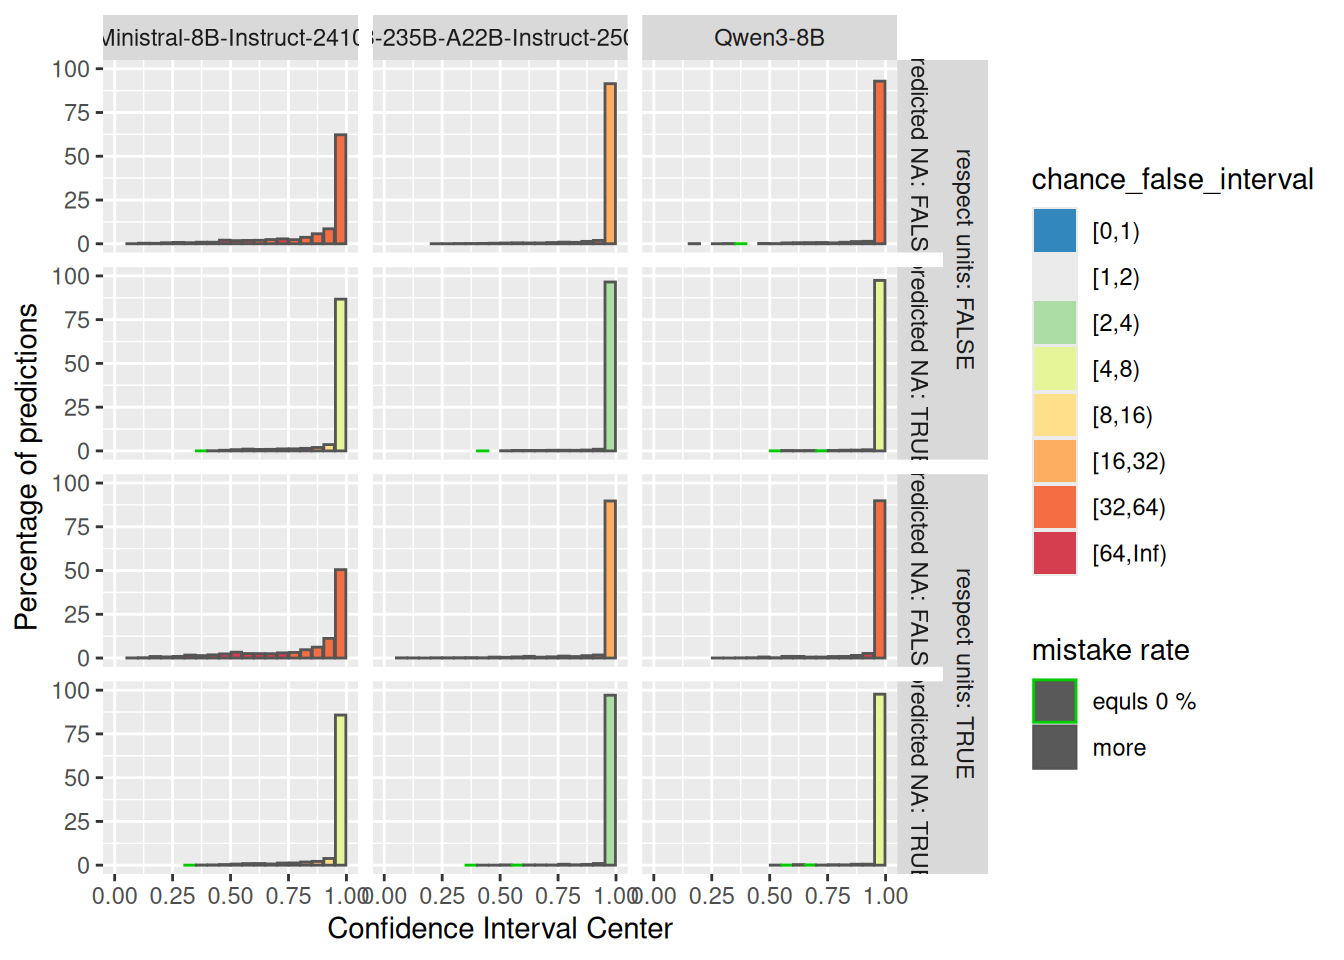 Ministral-8B-Instruct-2410
3-235B-A22B-Instruct-250
Qwen3-8B
100
75
50
25
0
redicted NA: FALS
respect units: FALSE
100
75
50
25
0
predicted NA: TRUE
100
75
50
25
0
redicted NA: FALS
respect units: TRUE
100
75
50
25
0
predicted NA: TRUE
0.00 0.25 0.50 0.75 1.00
0.00 0.25 0.50 0.75 1.00
0.00 0.25 0.50 0.75 1.00
Confidence Interval Center
Percentage of predictions
chance_false_interval
[0,1)
[1,2)
[2,4)
[4,8)
[8,16)
[16,32)
[32,64)
[64,Inf)
mistake rate
equls 0 %
more